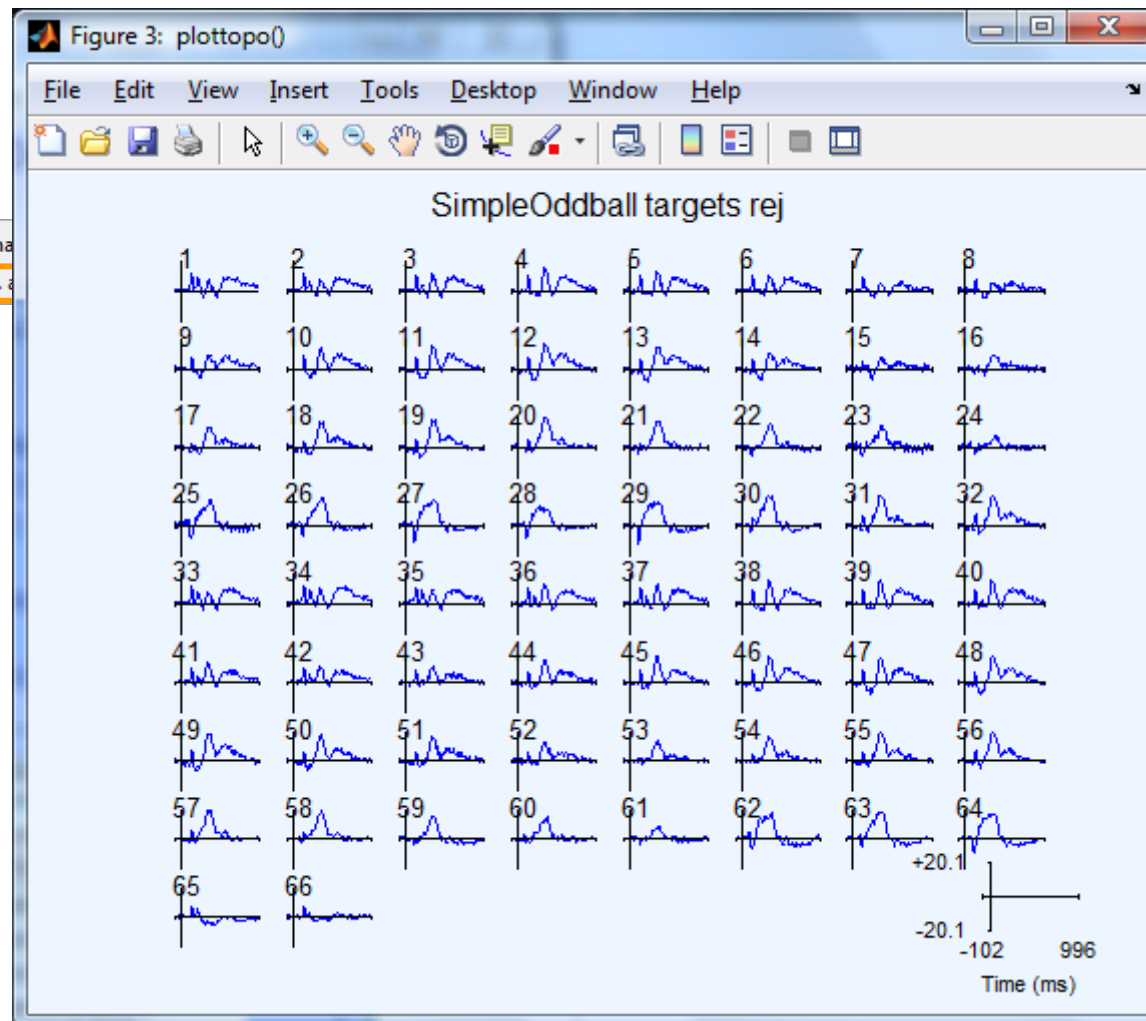 Figure 3: plottopo()
File Edit View Insert Tools Desktop Window Help
SimpleOddball targets rej
1 2 3 4 5 6 7 8
9 10 11 12 13 14 15 16
17 18 19 20 21 22 23 24
25 26 27 28 29 30 31 32
33 34 35 36 37 38 39 40
41 42 43 44 45 46 47 48
49 50 51 52 53 54 55 56
57 58 59 60 61 62 63 64
65 66
+20.1
-20.1
-102 996
Time (ms)